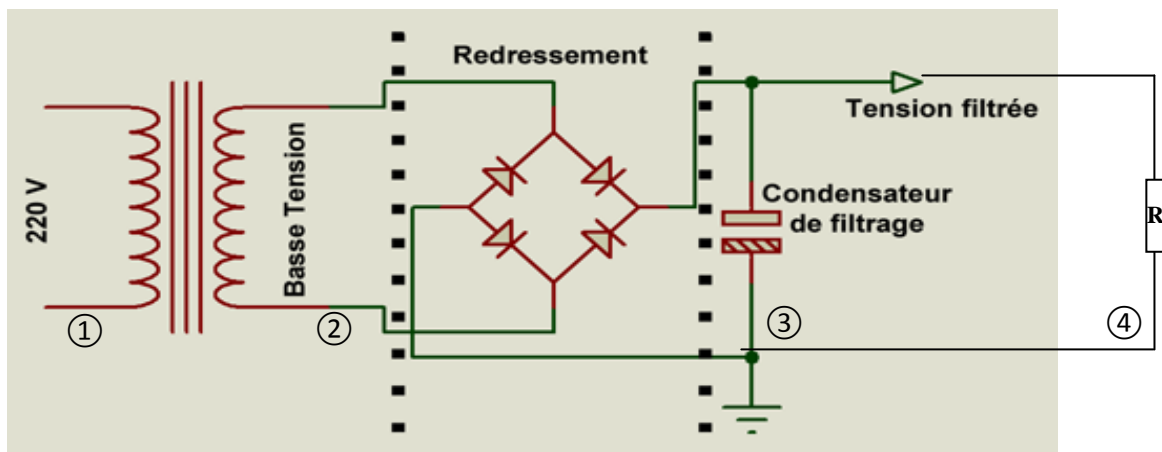 Redressement
Tension filtrée
220 V
Basse Tension
Condensateur
de filtrage
R
①
②
③
④